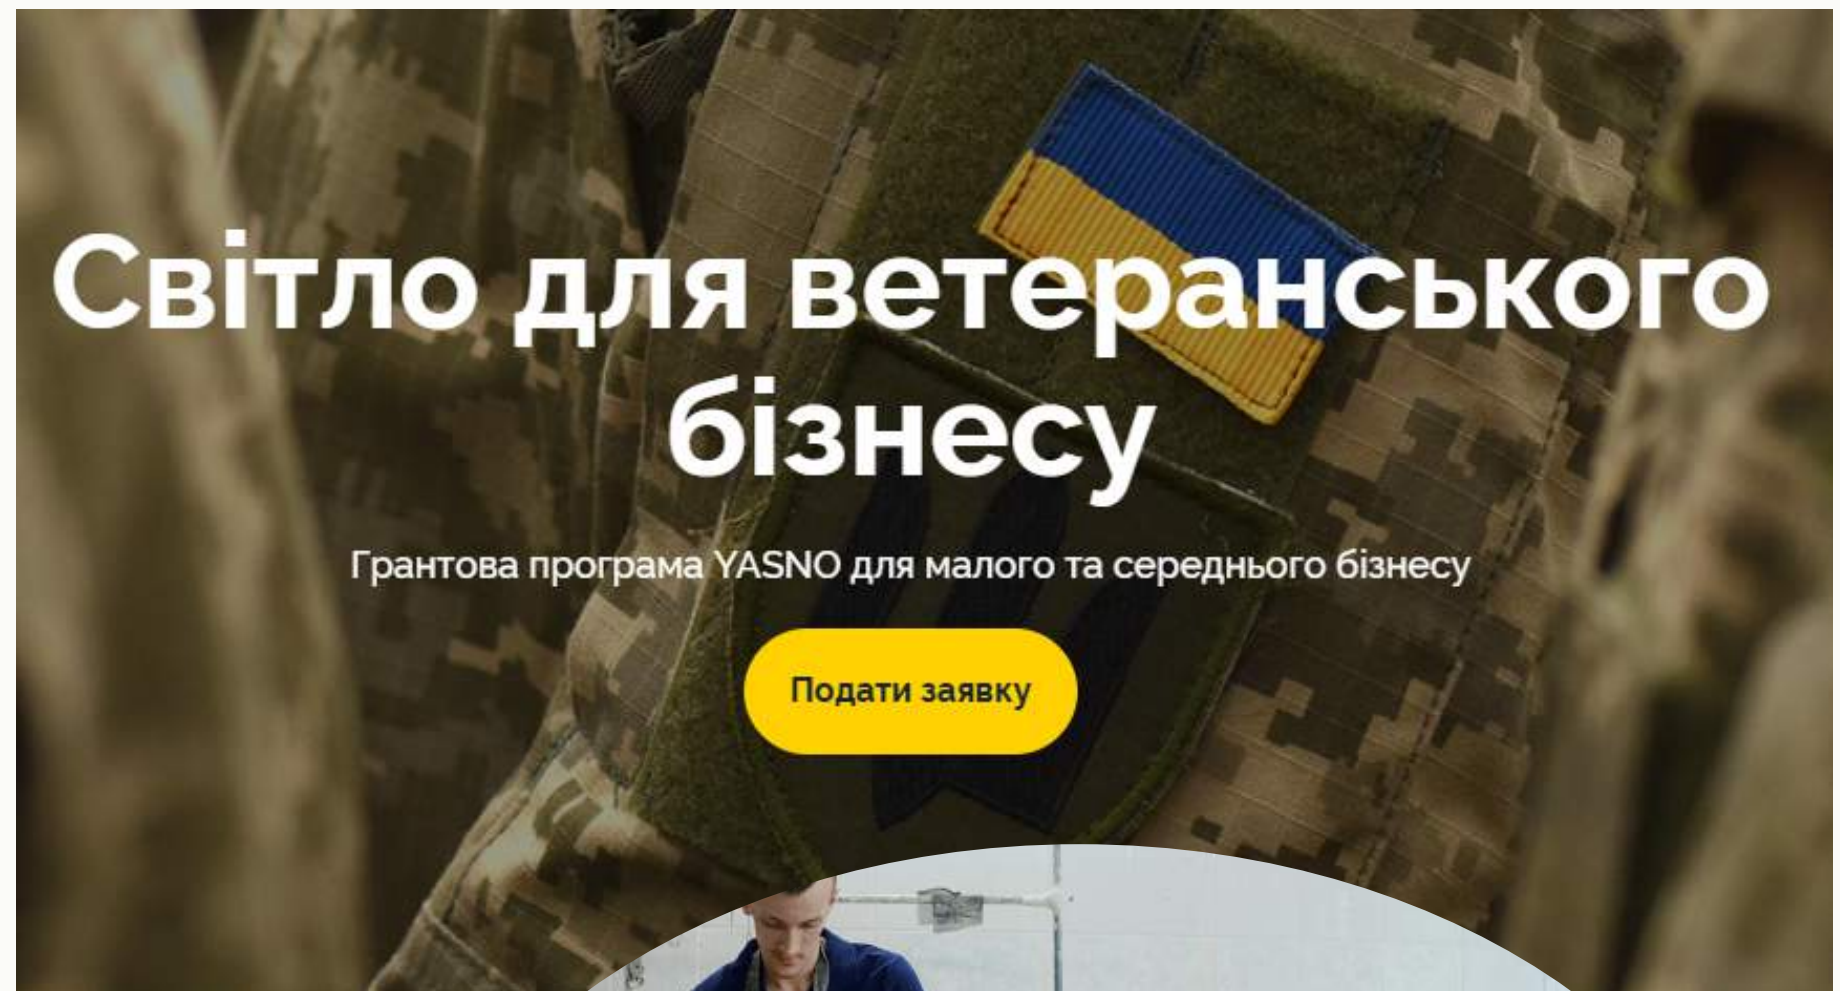 Світло для ветеранського
бізнесу
Грантова програма YASNO для малого та середнього бізнесу
Подати заявку